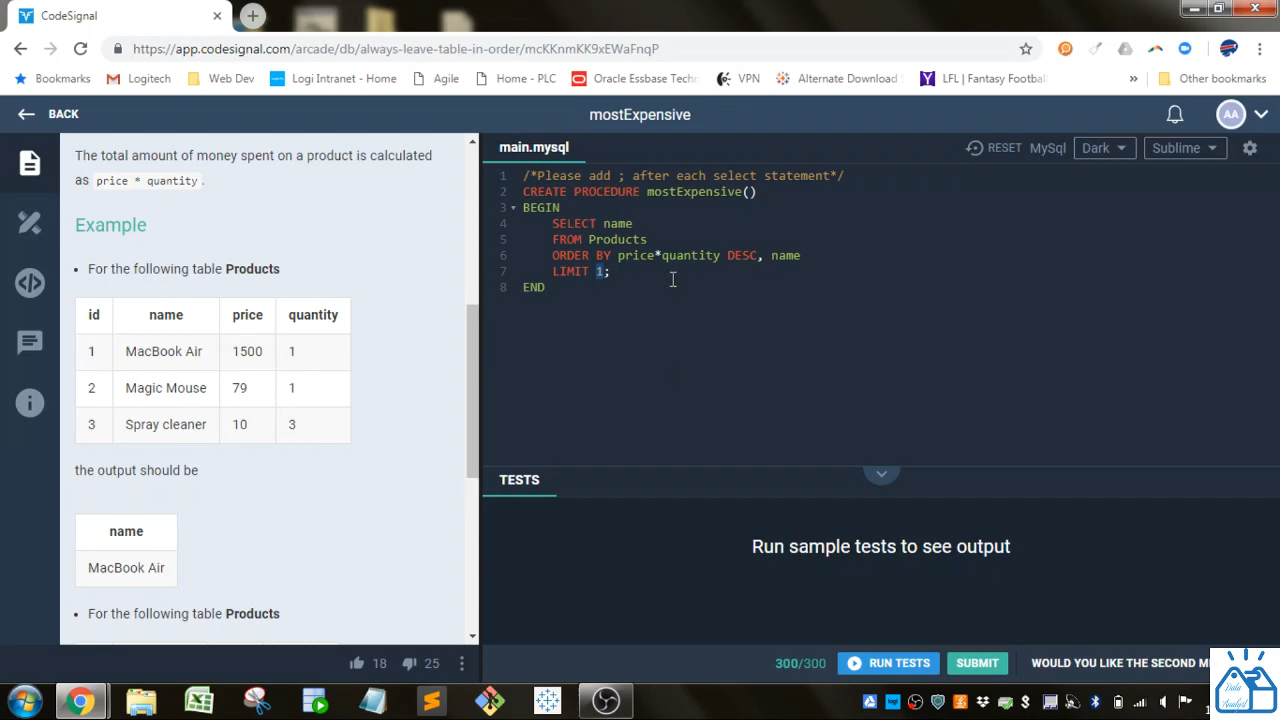 CodeSignal
https://app.codesignal.com/arcade/db/always-leave-table-in-order/mcKKnmKK9xEWaFnqP
Bookmarks
Logitech
Web Dev
Logi Intranet - Home
Agile
Home - PLC
Oracle Essbase Techn
VPN
Alternate Download
LFL | Fantasy Football
»
Other bookmarks
BACK
mostExpensive
AA
The total amount of money spent on a product is calculated
as price * quantity.
Example
• For the following table Products
id name price quantity
1 MacBook Air 1500 1
2 Magic Mouse 79 1
3 Spray cleaner 10 3
the output should be
name
MacBook Air
• For the following table Products
18
25
main.mysql
RESET MySql Dark Sublime
1 /*Please add ; after each select statement*/
2 CREATE PROCEDURE mostExpensive()
3 BEGIN
4 SELECT name
5 FROM Products
6 ORDER BY price*quantity DESC, name
7 LIMIT 1;
8 END
TESTS
Run sample tests to see output
300/300 RUN TESTS SUBMIT WOULD YOU LIKE THE SECOND M
Data
Analyst